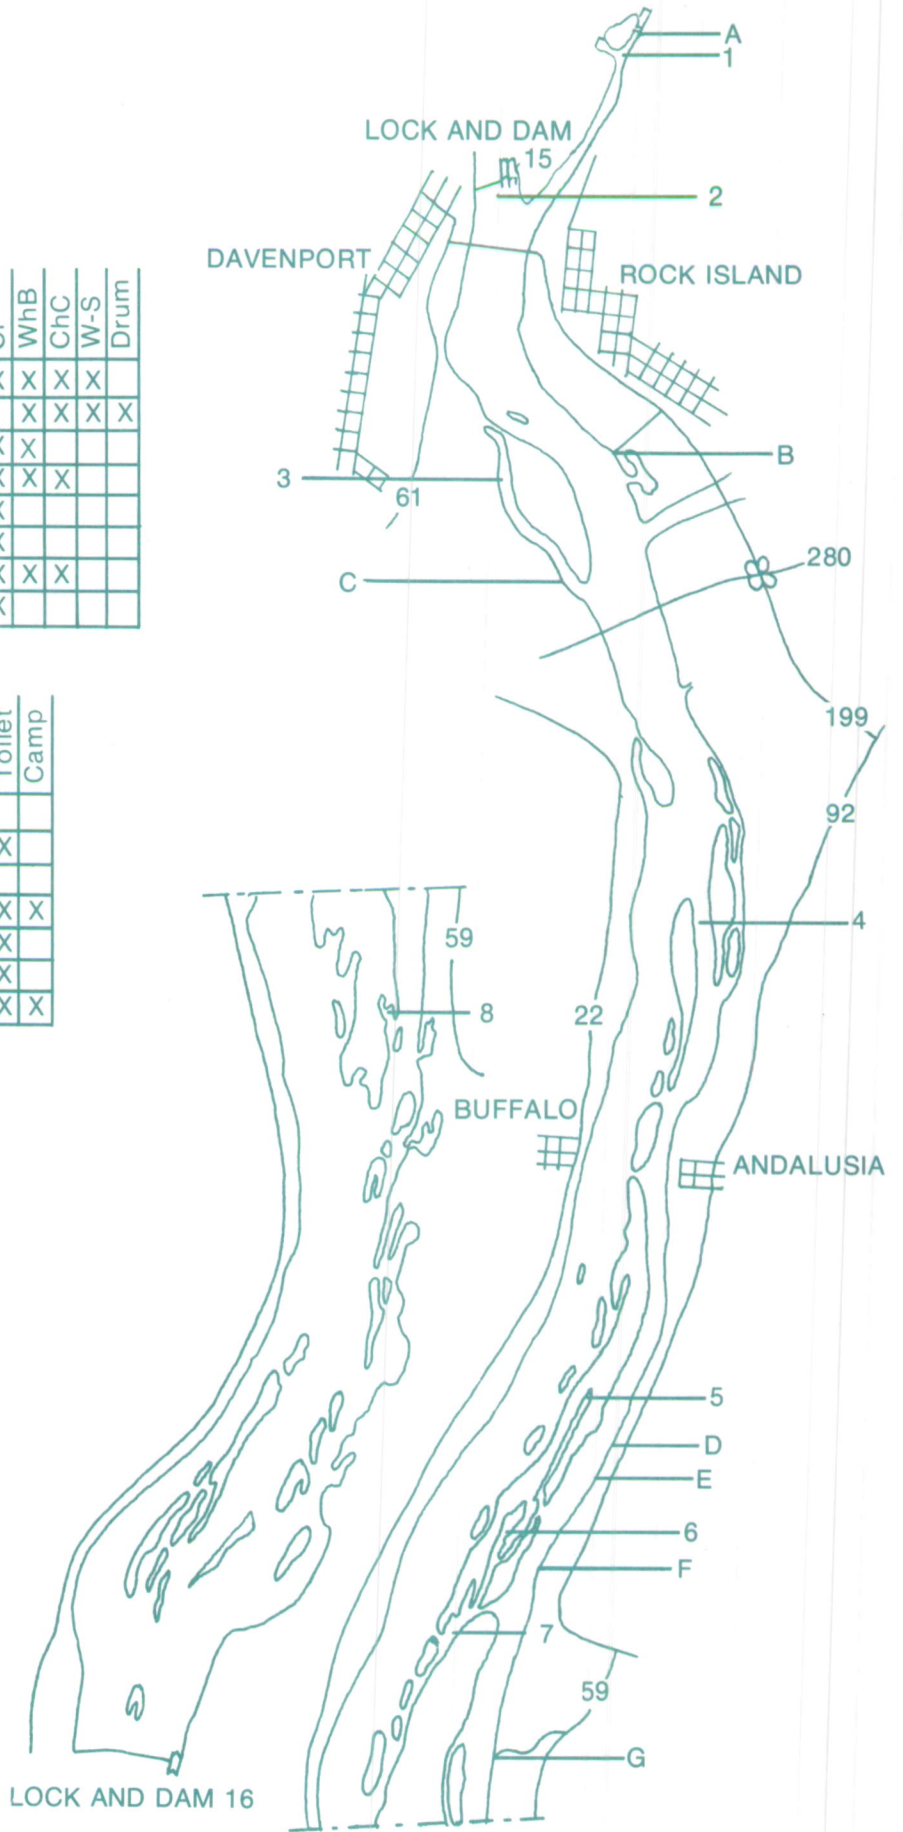 A
1
LOCK AND DAM
15
2
DAVENPORT
ROCK ISLAND
WhB
ChC
W-S
Drum
X X X
X X X X
X
X X
X X
B
3
61
C
280
199
Camp
92
X
X
X X
X
X
X X
4
59
8
22
BUFFALO
ANDALUSIA
5
D
E
6
F
7
59
G
LOCK AND DAM 16